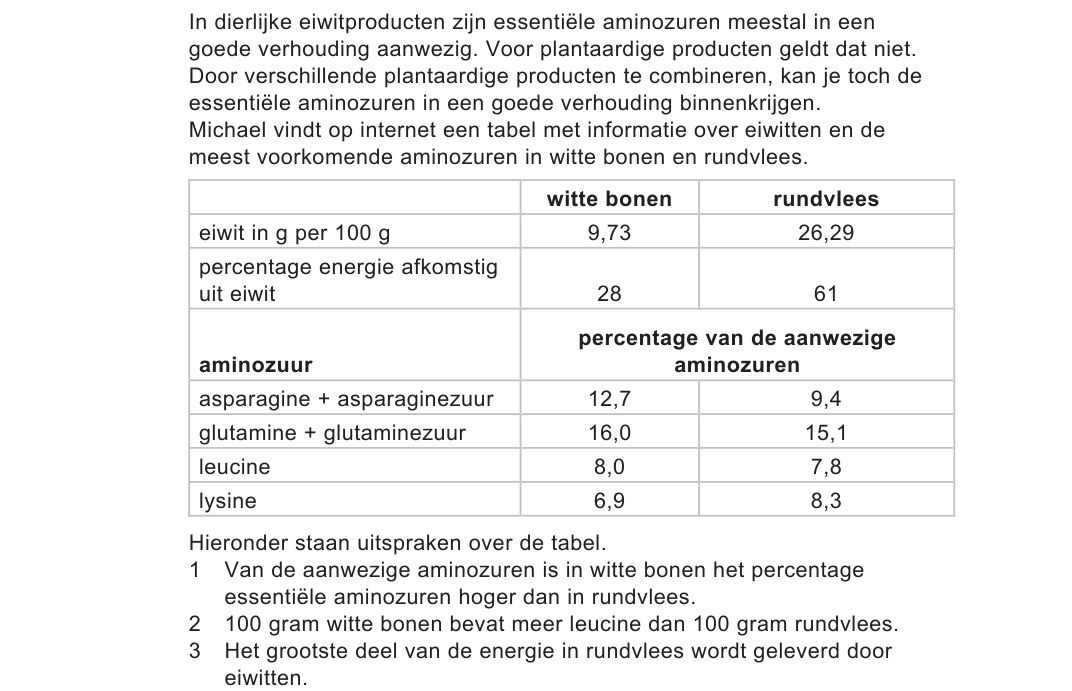 In dierlijke eiwitproducten zijn essentiële aminozuren meestal in een
goede verhouding aanwezig. Voor plantaardige producten geldt dat niet.
Door verschillende plantaardige producten te combineren, kan je toch de
essentiële aminozuren in een goede verhouding binnenkrijgen.
Michael vindt op internet een tabel met informatie over eiwitten en de
meest voorkomende aminozuren in witte bonen en rundvlees.
witte bonen rundvlees
eiwit in g per 100 g 9,73 26,29
percentage energie afkomstig
uit eiwit 28 61
percentage van de aanwezige
aminozuur aminozuren
asparagine + asparaginezuur 12,7 9,4
glutamine + glutaminezuur 16,0 15,1
leucine 8,0 7,8
lysine 6,9 8,3
Hieronder staan uitspraken over de tabel.
1 Van de aanwezige aminozuren is in witte bonen het percentage
essentiële aminozuren hoger dan in rundvlees.
2 100 gram witte bonen bevat meer leucine dan 100 gram rundvlees.
3 Het grootste deel van de energie in rundvlees wordt geleverd door
eiwitten.